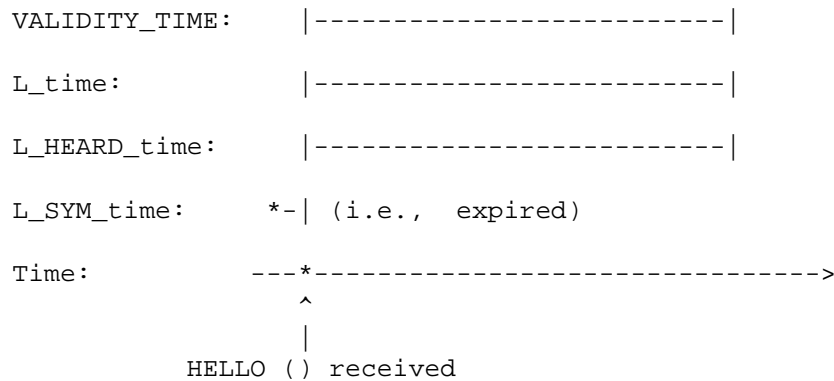 VALIDITY_TIME:    |--------------------------|
L_time:           |--------------------------|
L_HEARD_time:     |--------------------------|
L_SYM_time:     *-| (i.e.,  expired)
Time:          ---*-------------------------------->
                  ^
                  |
           HELLO () received